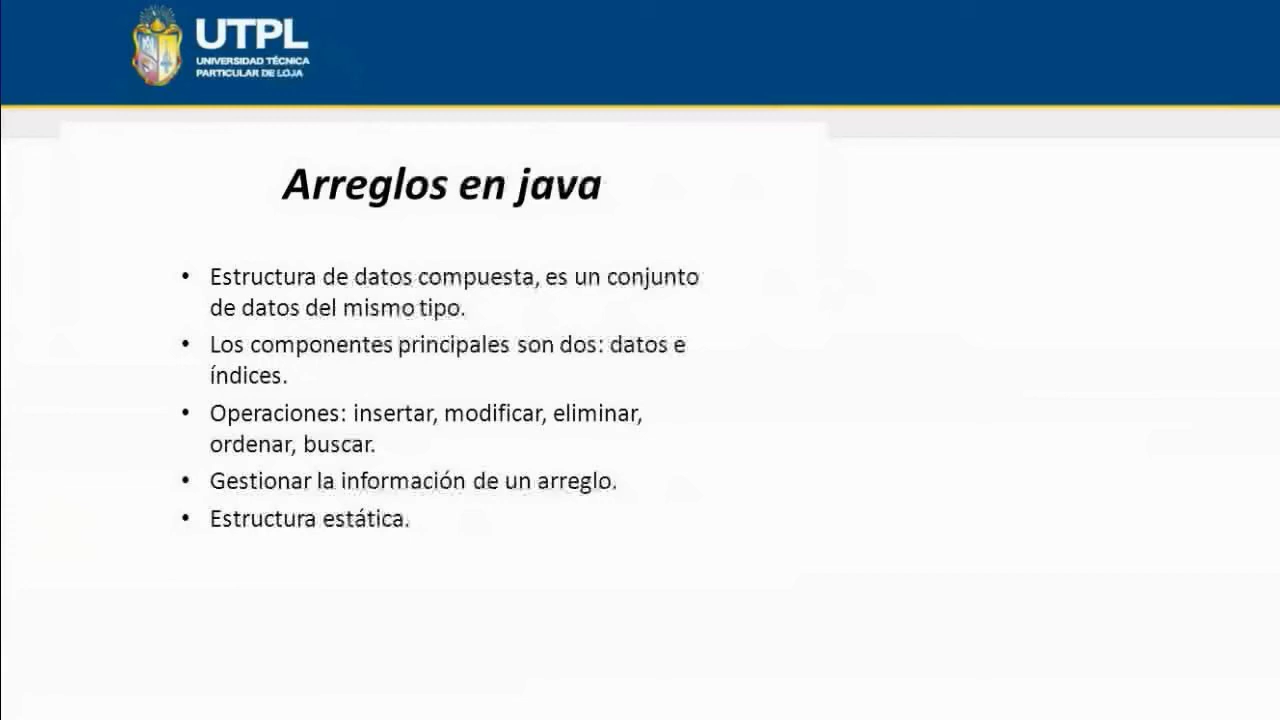 UTPL
UNIVERSIDAD TÉCNICA
PARTICULAR DE LOJA
Arreglos en java
• Estructura de datos compuesta, es un conjunto
de datos del mismo tipo.
• Los componentes principales son dos: datos e
índices.
• Operaciones: insertar, modificar, eliminar,
ordenar, buscar.
• Gestionar la información de un arreglo.
• Estructura estática.